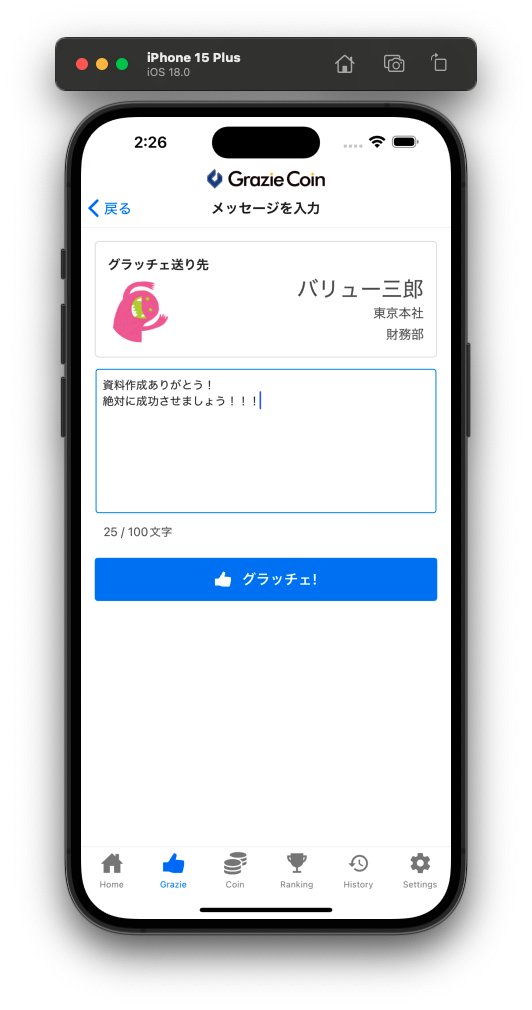 iPhone 15 Plus
iOS 18.0
2:26
Grazie Coin
戻る
メッセージを入力
グラッチェ送り先
バリュー三郎
東京本社
財務部
資料作成ありがとう！
絶対に成功させましょう！！！
25 / 100文字
グラッチェ!
Home
Grazie
Coin
Ranking
History
Settings